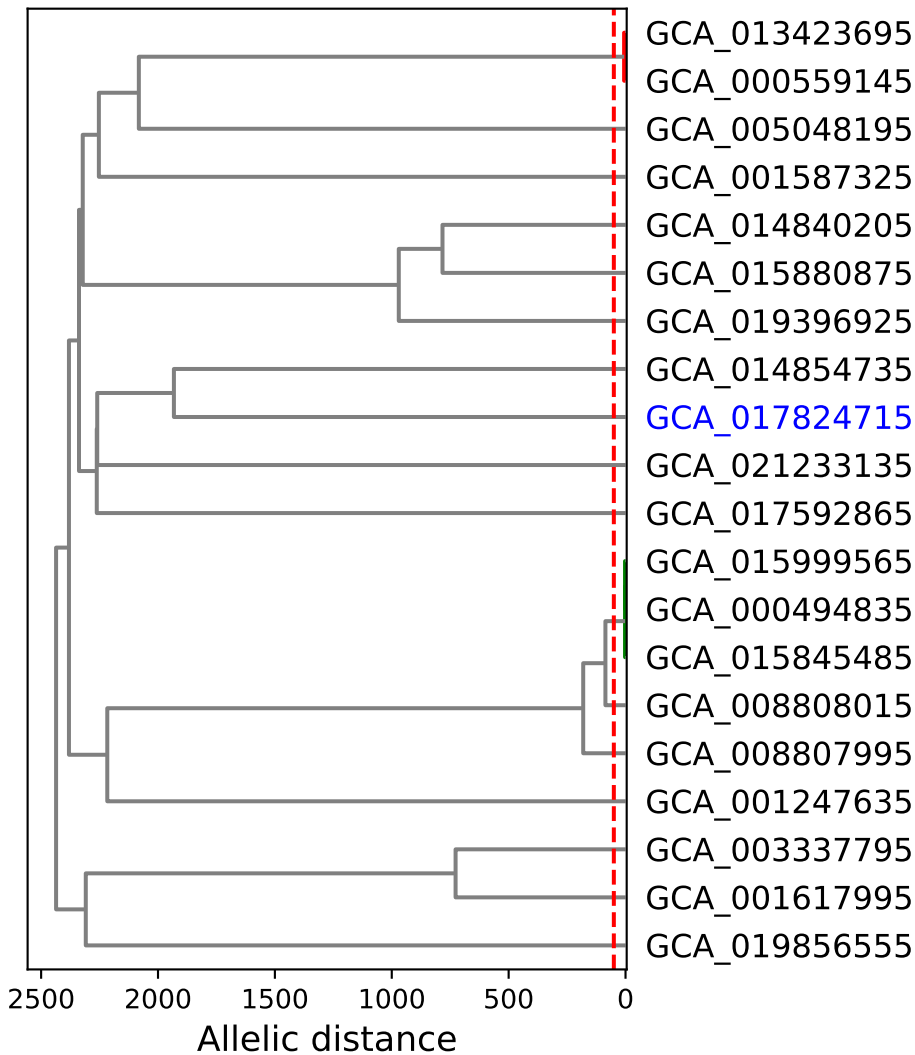 GCA_013423695
GCA_000559145
GCA_005048195
GCA_001587325
GCA_014840205
GCA_015880875
GCA_019396925
GCA_014854735
GCA_017824715
GCA_021233135
GCA_017592865
GCA_015999565
GCA_000494835
GCA_015845485
GCA_008808015
GCA_008807995
GCA_001247635
GCA_003337795
GCA_001617995
GCA_019856555
2500 2000 1500 1000 500 0
Allelic distance